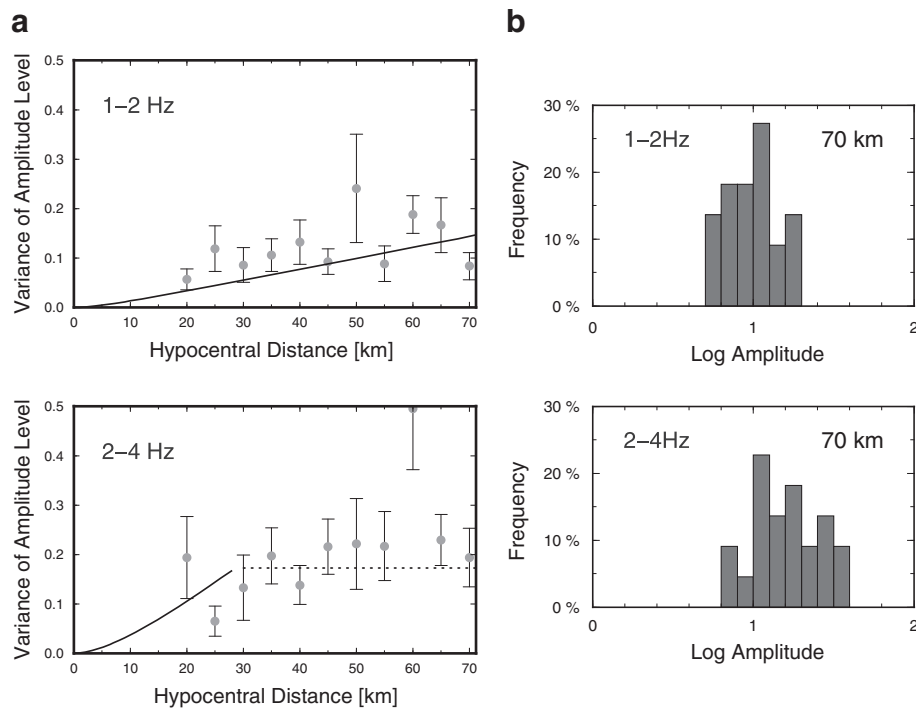 a
Variance of Amplitude Level
0.5
0.4
0.3
0.2
0.1
0.0
1–2 Hz
0 10 20 30 40 50 60 70
Hypocentral Distance [km]
Variance of Amplitude Level
0.5
0.4
0.3
0.2
0.1
0.0
2–4 Hz
0 10 20 30 40 50 60 70
Hypocentral Distance [km]
b
Frequency
30 %
20 %
10 %
0 %
1–2Hz 70 km
0 1 2
Log Amplitude
Frequency
30 %
20 %
10 %
0 %
2–4Hz 70 km
0 1 2
Log Amplitude